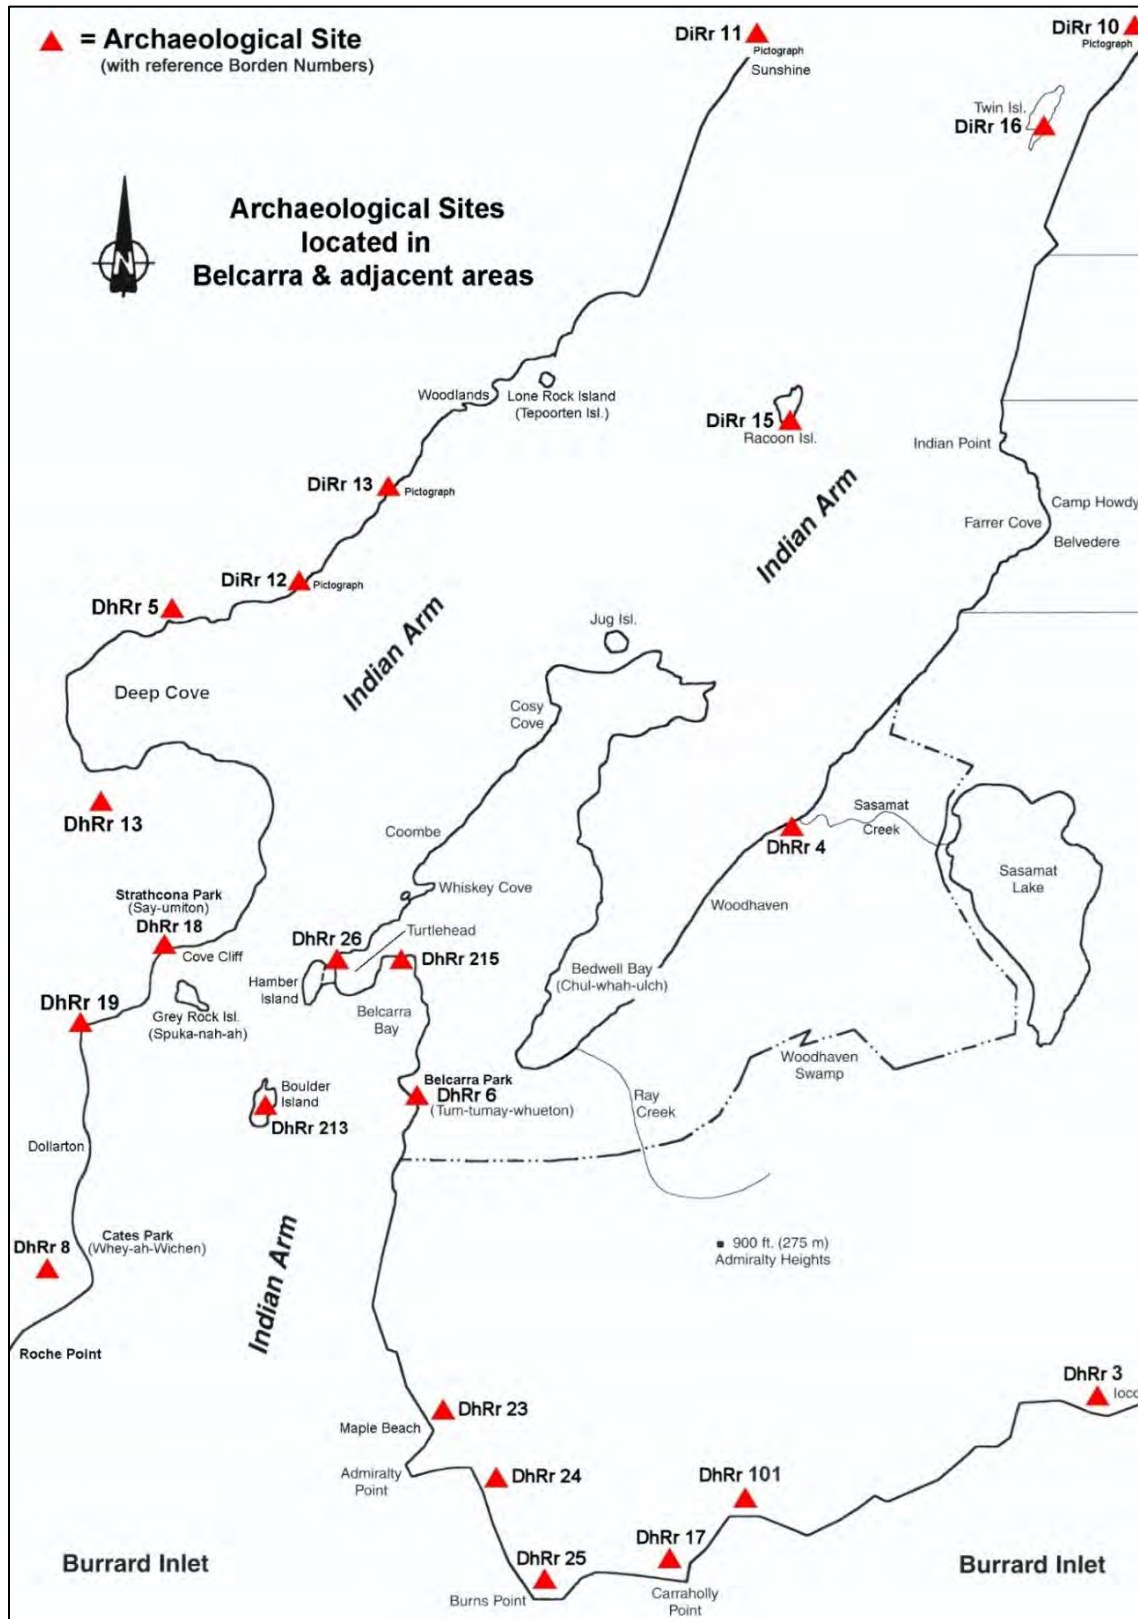 = Archaeological Site
(with reference Borden Numbers)
DiRr 11
Pictograph
Sunshine
DiRr 10
Pictograph
Twin Isl.
DiRr 16
N
Archaeological Sites
located in
Belcarra & adjacent areas
Woodlands
Lone Rock Island
(Tepoorten Isl.)
DiRr 15
Racoon Isl.
Indian Point
DiRr 13
Pictograph
Indian Arm
Camp Howdy
Farrer Cove
Belvedere
DiRr 12
Pictograph
DhRr 5
Jug Isl.
Indian Arm
Deep Cove
Cosy
Cove
DhRr 13
Coombe
Sasamat
Creek
DhRr 4
Sasamat
Lake
Whiskey Cove
Woodhaven
Strathcona Park
(Say-umiton)
DhRr 18
Cove Cliff
DhRr 26
Turtlehead
DhRr 215
Hamber
Island
Bedwell Bay
(Chul-whah-ulch)
DhRr 19
Grey Rock Isl.
(Spuka-nah-ah)
Belcarra
Bay
Woodhaven
Swamp
Boulder
Island
DhRr 213
Belcarra Park
DhRr 6
(Tum-tumay-whueton)
Ray
Creek
Dollarton
Cates Park
(Whey-ah-Wichen)
DhRr 8
Indian Arm
900 ft. (275 m)
Admiralty Heights
Roche Point
DhRr 3
Ioco
DhRr 23
Maple Beach
Admiralty
Point
DhRr 24
DhRr 101
DhRr 17
DhRr 25
Burrard Inlet
Burns Point
Carraholly
Point
Burrard Inlet